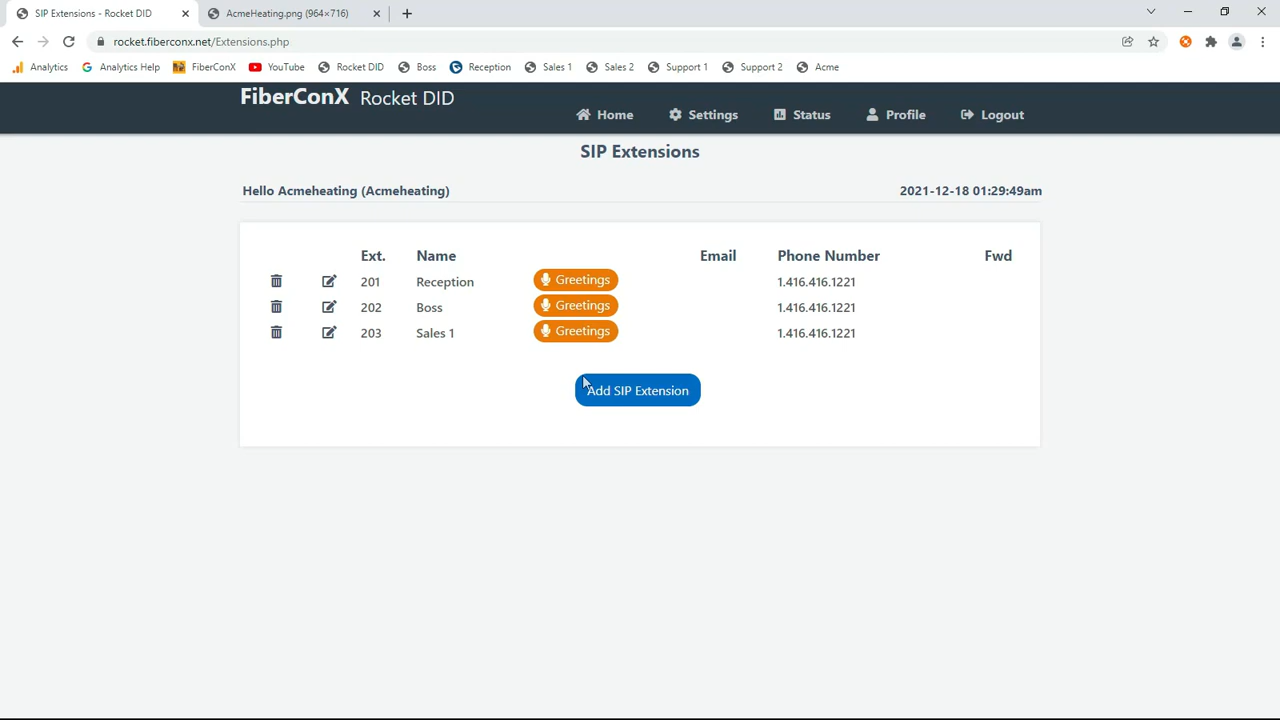 SIP Extensions - Rocket DID
AcmeHeating.png (964×716)
rocket.fiberconx.net/Extensions.php
Analytics Analytics Help FiberConX YouTube Rocket DID Boss Reception Sales 1 Sales 2 Support 1 Support 2 Acme
FiberConX Rocket DID
Home Settings Status Profile Logout
SIP Extensions
Hello Acmeheating (Acmeheating) 2021-12-18 01:29:49am
Ext. Name Email Phone Number Fwd
201 Reception Greetings 1.416.416.1221
202 Boss Greetings 1.416.416.1221
203 Sales 1 Greetings 1.416.416.1221
Add SIP Extension